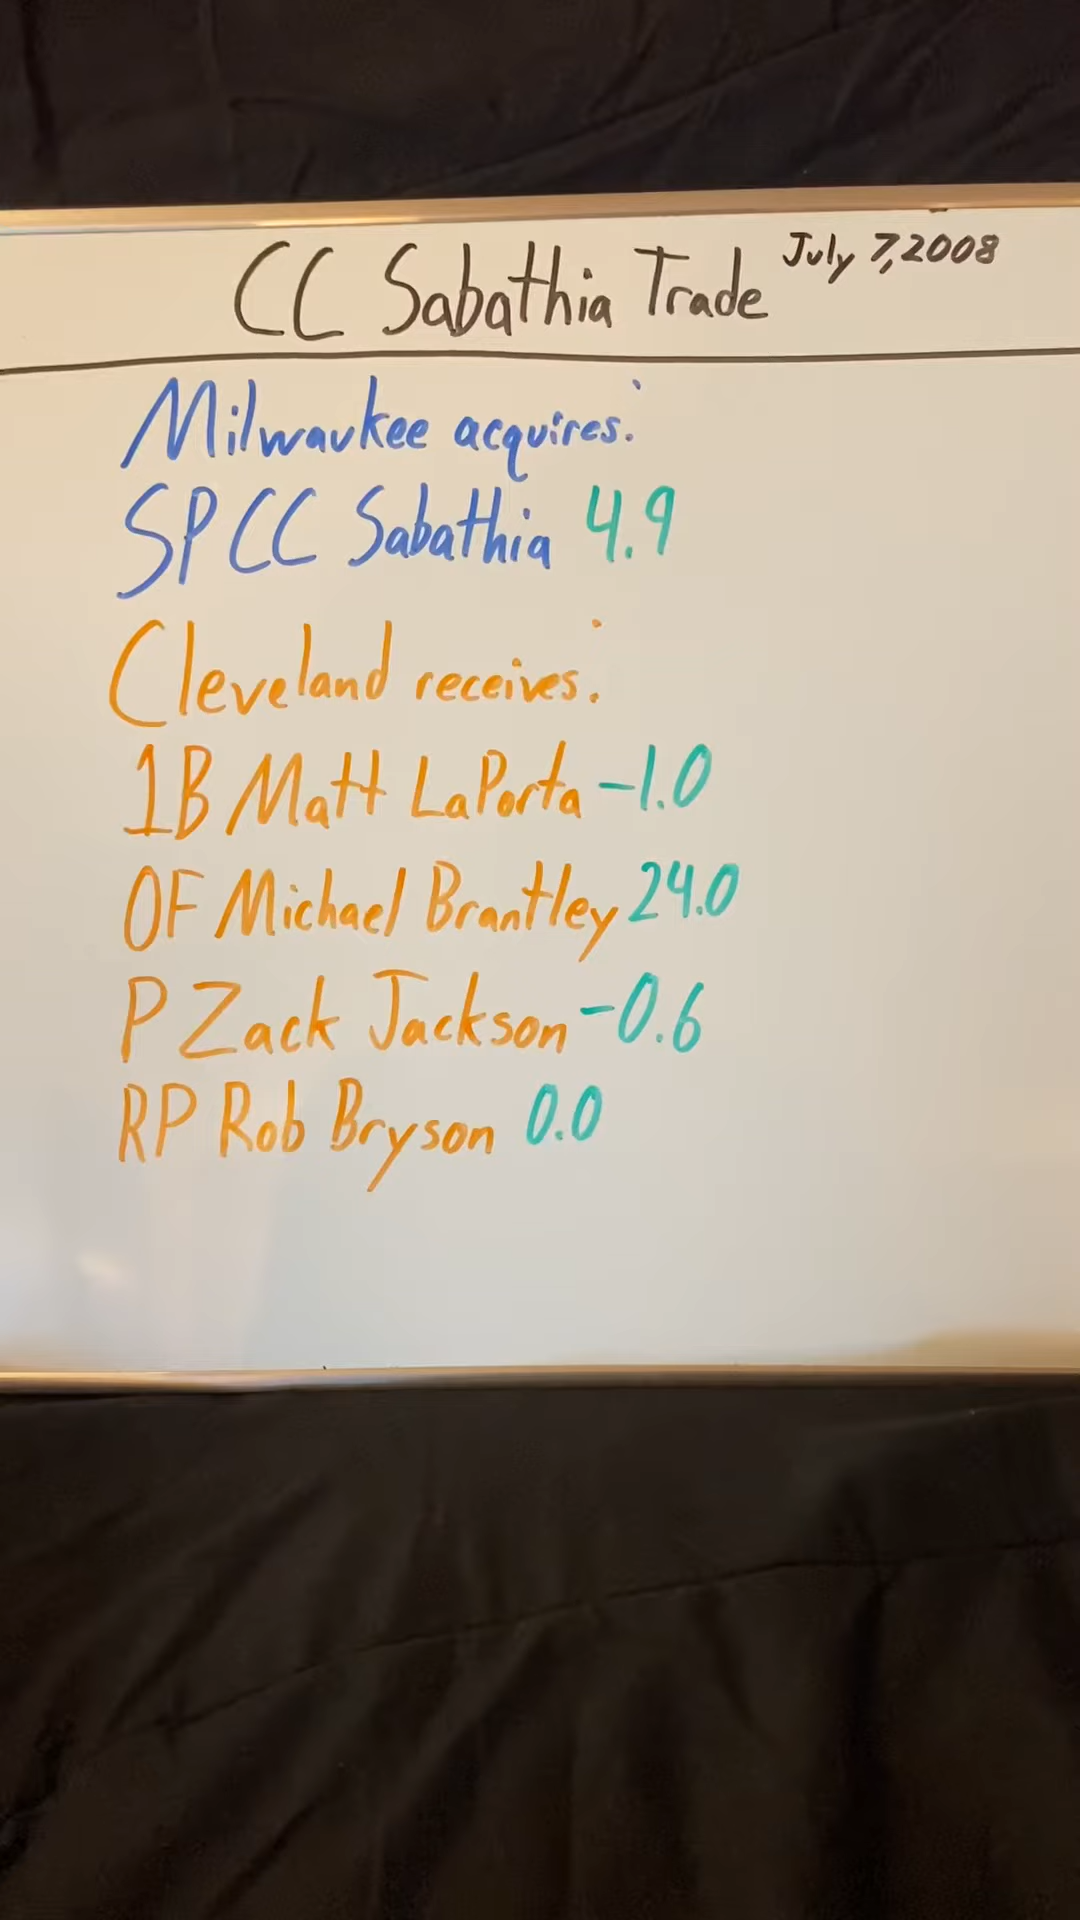 CC Sabathia Trade July 7, 2008
Milwaukee acquires:
SP CC Sabathia 4.9
Cleveland receives:
1B Matt LaPorta -1.0
OF Michael Brantley 24.0
P Zack Jackson -0.6
RP Rob Bryson 0.0